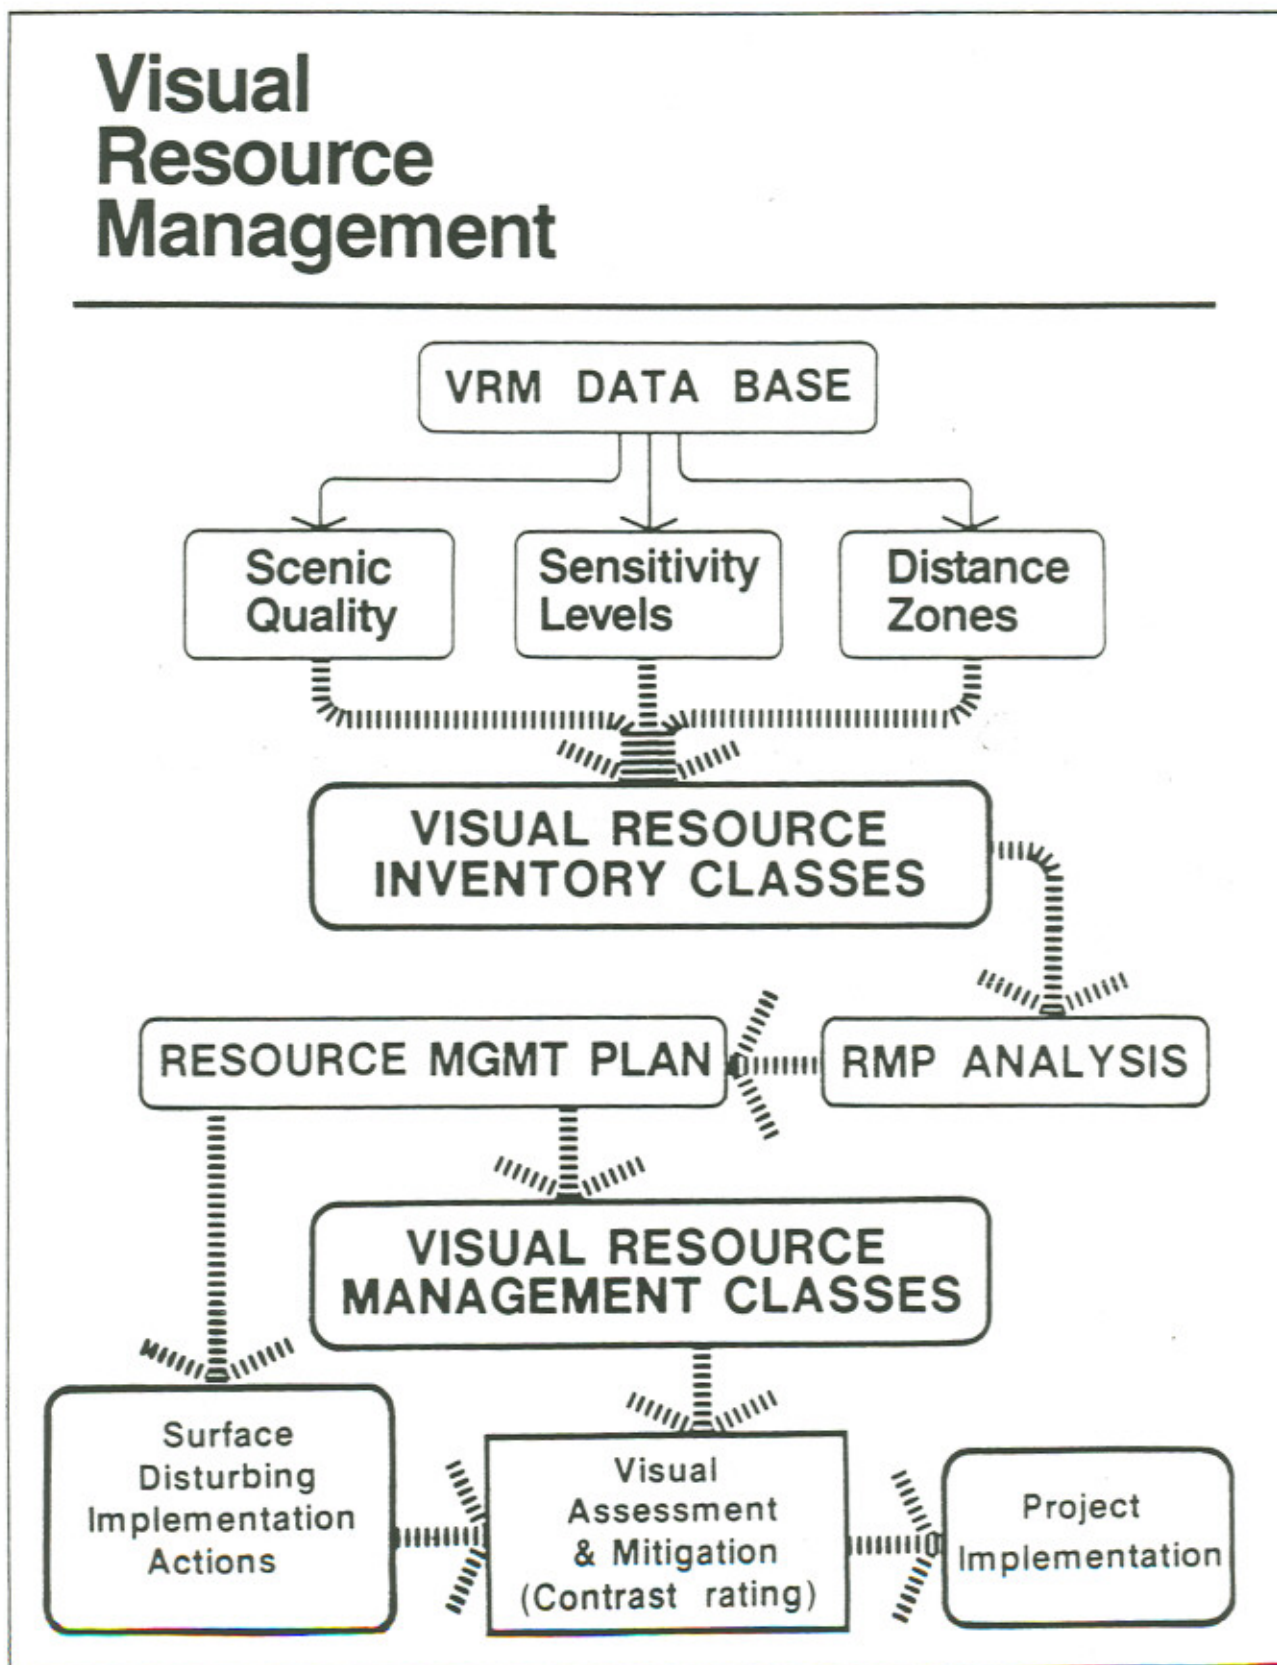 Visual
Resource
Management
VRM DATA BASE
Scenic
Quality
Sensitivity
Levels
Distance
Zones
VISUAL RESOURCE
INVENTORY CLASSES
RESOURCE MGMT PLAN
RMP ANALYSIS
VISUAL RESOURCE
MANAGEMENT CLASSES
Surface
Disturbing
Implementation
Actions
Visual
Assessment
& Mitigation
(Contrast rating)
Project
Implementation